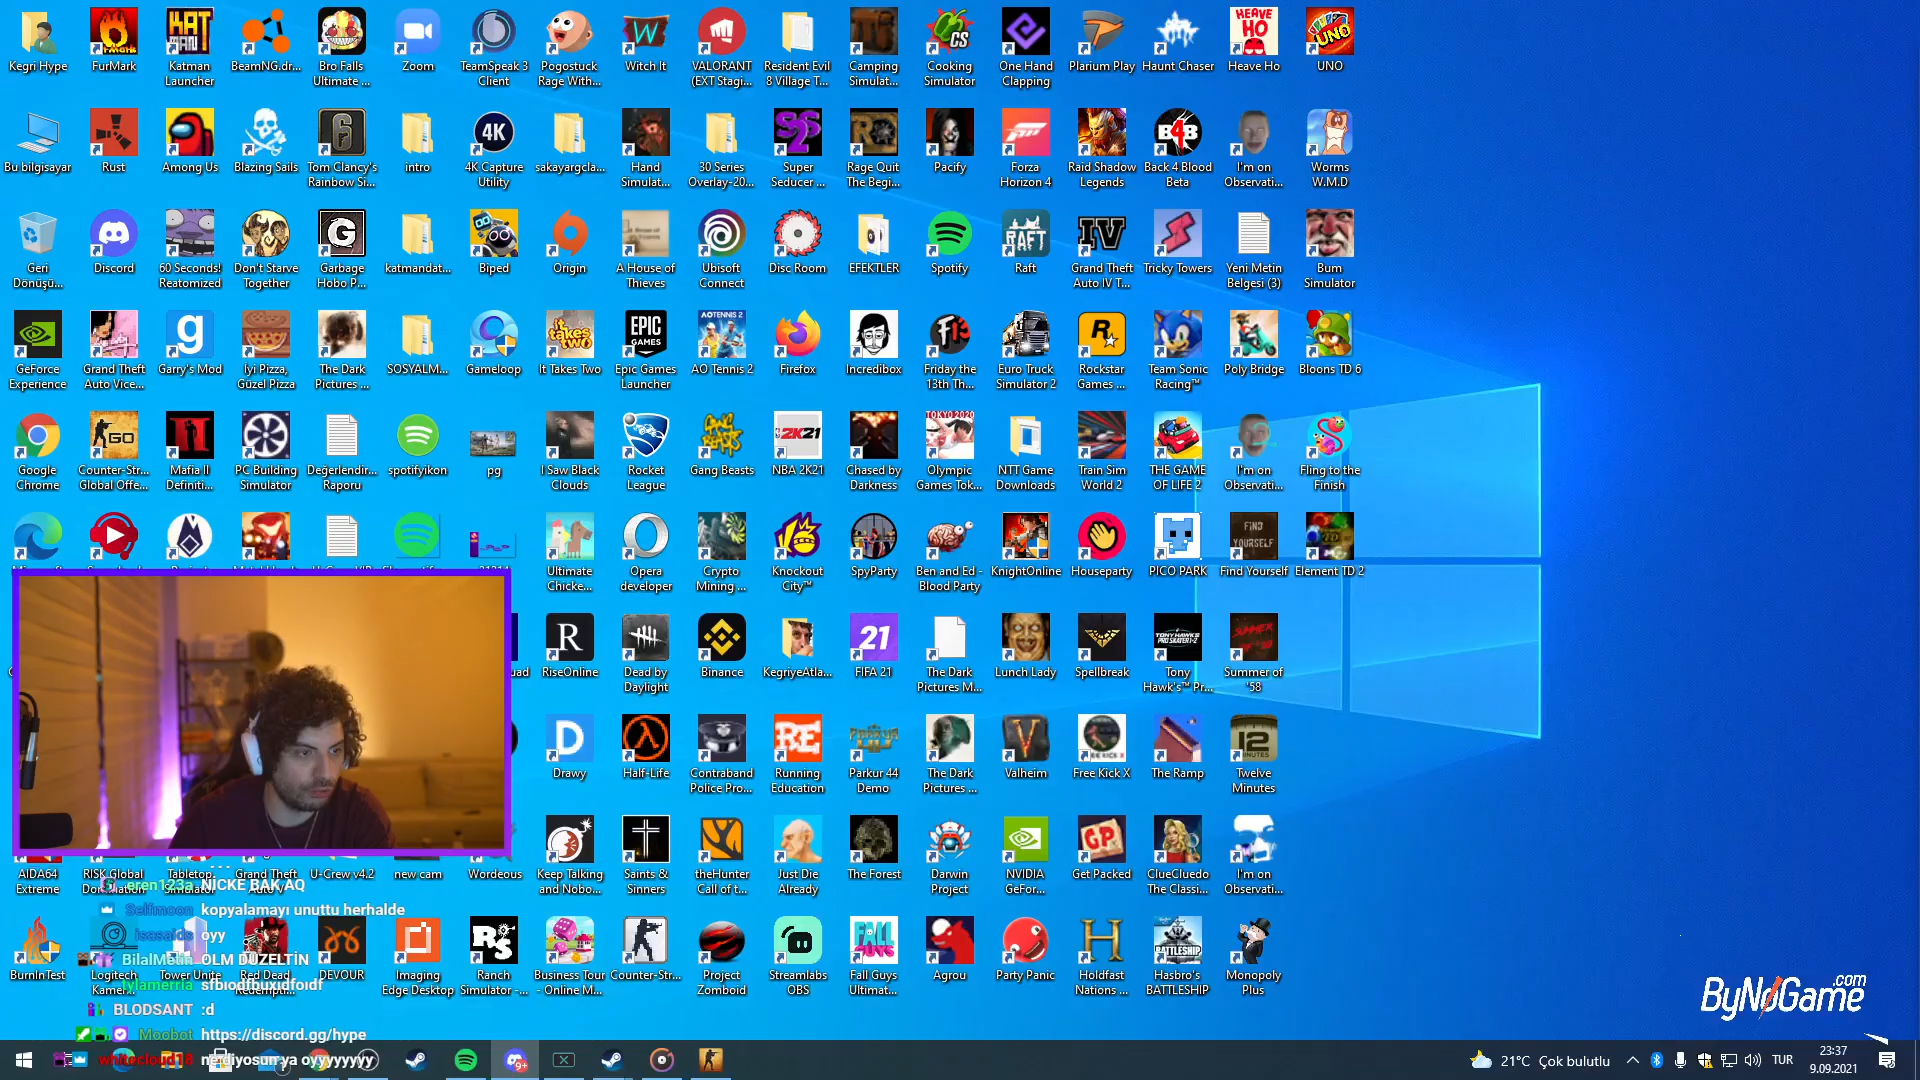 Kegri Hype
FurMark
Katman Launcher
BeamNG.dr...
Bro Falls Ultimate ...
Zoom
TeamSpeak 3 Client
Pogostuck Rage With...
Witch It
VALORANT (EXT Stagi...
Resident Evil 8 Village T...
Camping Simulat...
Cooking Simulator
One Hand Clapping
Plarium Play
Haunt Chaser
Heave Ho
UNO
Bu bilgisayar
Rust
Among Us
Blazing Sails
Tom Clancy's Rainbow Si...
intro
4K Capture Utility
sakayargcla...
Hand Simulat...
30 Series Overlay-20...
Super Seducer ...
Rage Quit The Begi...
Pacify
Forza Horizon 4
Raid Shadow Legends
Back 4 Blood Beta
I'm on Observati...
Worms W.M.D
Geri Dönüşü...
Discord
60 Seconds! Reatomized
Don't Starve Together
Garbage Hobo P...
katmandat...
Biped
Origin
A House of Thieves
Ubisoft Connect
Disc Room
EFEKTLER
Spotify
Raft
Grand Theft Auto IV T...
Tricky Towers
Yeni Metin Belgesi (3)
Bum Simulator
GeForce Experience
Grand Theft Auto Vice...
Garry's Mod
İyi Pizza, Güzel Pizza
The Dark Pictures ...
SOSYALM...
Gameloop
It Takes Two
Epic Games Launcher
AO Tennis 2
Firefox
Incredibox
Friday the 13th Th...
Euro Truck Simulator 2
Rockstar Games ...
Team Sonic Racing™
Poly Bridge
Bloons TD 6
Google Chrome
Counter-Str... Global Offe...
Mafia II Definiti...
PC Building Simulator
Değerlendir... Raporu
spotifyikon
pg
I Saw Black Clouds
Rocket League
Gang Beasts
NBA 2K21
Chased by Darkness
Olympic Games Tok...
NTT Game Downloads
Train Sim World 2
THE GAME OF LIFE 2
I'm on Observati...
Fling to the Finish
Ultimate Chicke...
Opera developer
Crypto Mining ...
Knockout City™
SpyParty
Ben and Ed - Blood Party
KnightOnline
Houseparty
PICO PARK
Find Yourself
Element TD 2
RiseOnline
Dead by Daylight
Binance
KegriyeAtla...
FIFA 21
The Dark Pictures M...
Lunch Lady
Spellbreak
Tony Hawk's™ Pr...
Summer of '58
Drawy
Half-Life
Contraband Police Pro...
Running Education
Parkur 44 Demo
The Dark Pictures ...
Valheim
Free Kick X
The Ramp
Twelve Minutes
AIDA64 Extreme
RISK Global
Tabletop
Grand Theft
U-Crew v4.2
new cam
Wordeous
Keep Talking and Nobo...
Saints & Sinners
theHunter Call of t...
Just Die Already
The Forest
Darwin Project
NVIDIA GeFor...
Get Packed
ClueCluedo The Classi...
I'm on Observati...
BurnInTest
Logitech Kamer...
Tower Unite
Red Dead Redempti...
DEVOUR
Imaging Edge Desktop
Ranch Simulator -...
Business Tour - Online M...
Counter-Str...
Project Zomboid
Streamlabs OBS
Fall Guys Ultimat...
Agrou
Party Panic
Holdfast Nations ...
Hasbro's BATTLESHIP
Monopoly Plus
eren123a NICKE BAK AQ
Selfmoon kopyalamayı unuttu herhalde
isasalds oyy
BilalMetin OLM DÜZELTİN
lylamerria sfbıodfbuxıdfoıdf
BLODSANT :d
Moobot https://discord.gg/hype
whitecloud18 ne diyosun ya oyyyyyyyy
ByNoGame.com
21°C Çok bulutlu
TUR
23:37
9.09.2021